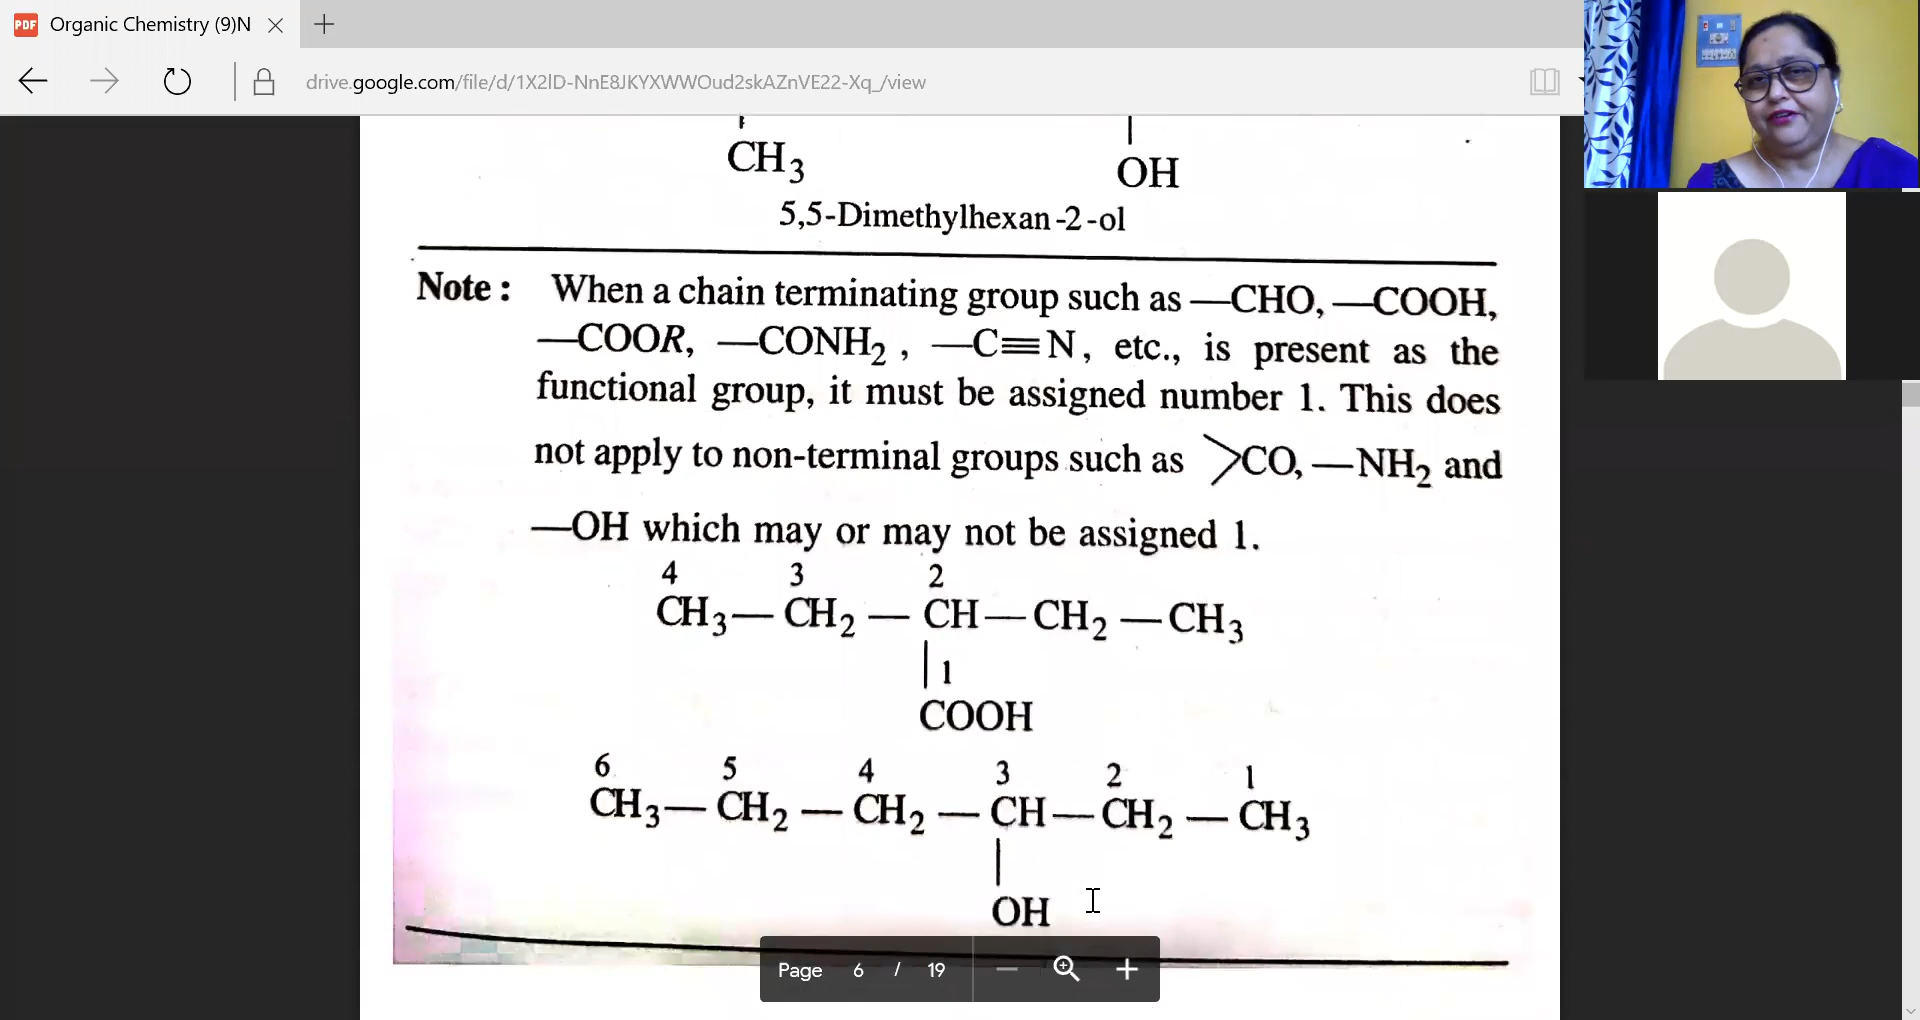 Organic Chemistry (9)N
drive.google.com/file/d/1X2lD-NnE8JKYXWWOud2skAZnVE22-Xq_/view
CH3 OH
5,5-Dimethylhexan-2-ol
Note : When a chain terminating group such as —CHO, —COOH,
—COOR, —CONH2 , —C≡N, etc., is present as the
functional group, it must be assigned number 1. This does
not apply to non-terminal groups such as >CO, —NH2 and
—OH which may or may not be assigned 1.
4 3 2
CH3— CH2 — CH—CH2 —CH3
| 1
COOH
6 5 4 3 2 1
CH3— CH2 — CH2 — CH—CH2 — CH3
|
OH
Page 6 / 19